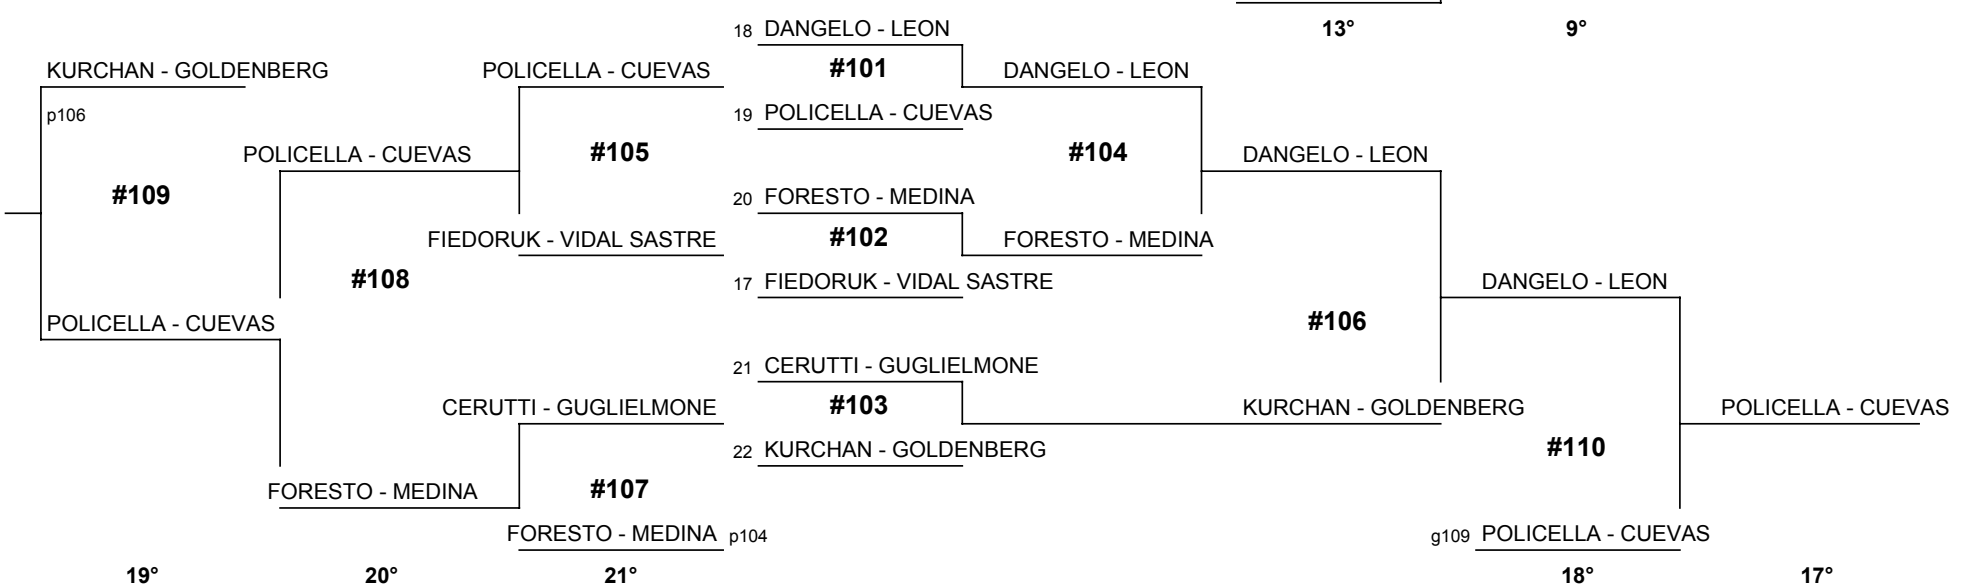 13° 9°
18 DANGELO - LEON
KURCHAN - GOLDENBERG POLICELLA - CUEVAS #101 DANGELO - LEON
p106 19 POLICELLA - CUEVAS
POLICELLA - CUEVAS #105 #104 DANGELO - LEON
#109 20 FORESTO - MEDINA
FIEDORUK - VIDAL SASTRE #102 FORESTO - MEDINA
#108 17 FIEDORUK - VIDAL SASTRE DANGELO - LEON
POLICELLA - CUEVAS #106
21 CERUTTI - GUGLIELMONE
CERUTTI - GUGLIELMONE #103 KURCHAN - GOLDENBERG POLICELLA - CUEVAS
22 KURCHAN - GOLDENBERG #110
FORESTO - MEDINA #107
FORESTO - MEDINA p104 g109 POLICELLA - CUEVAS
19° 20° 21° 18° 17°